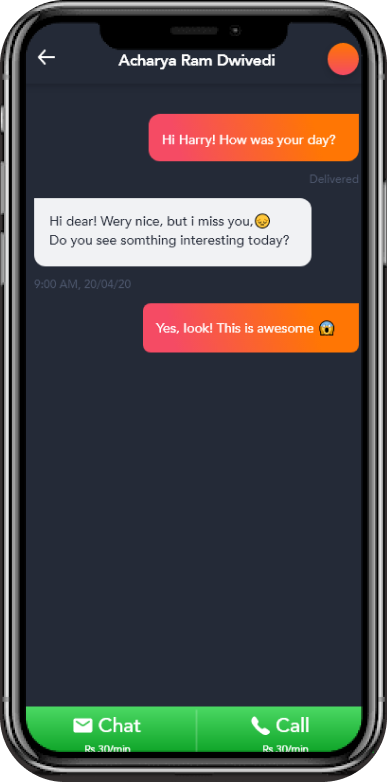 Acharya Ram Dwivedi
Hi Harry! How was your day?
Delivered
Hi dear! Wery nice, but i miss you,😞
Do you see somthing interesting today?
9:00 AM, 20/04/20
Yes, look! This is awesome 😱
Chat
Call
Rs 30/min
Rs 30/min